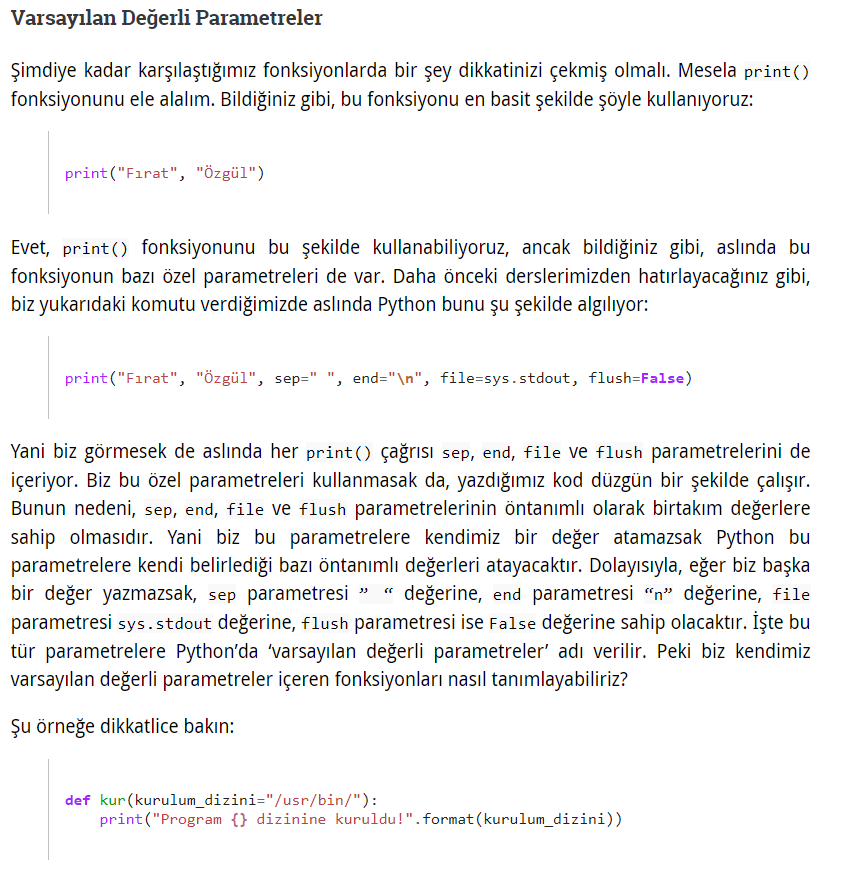 Varsayılan Değerli Parametreler
Şimdiye kadar karşılaştığımız fonksiyonlarda bir şey dikkatinizi çekmiş olmalı. Mesela print()
fonksiyonunu ele alalım. Bildiğiniz gibi, bu fonksiyonu en basit şekilde şöyle kullanıyoruz:
print("Fırat", "Özgül")
Evet, print() fonksiyonunu bu şekilde kullanabiliyoruz, ancak bildiğiniz gibi, aslında bu
fonksiyonun bazı özel parametreleri de var. Daha önceki derslerimizden hatırlayacağınız gibi,
biz yukarıdaki komutu verdiğimizde aslında Python bunu şu şekilde algılıyor:
print("Fırat", "Özgül", sep=" ", end="\n", file=sys.stdout, flush=False)
Yani biz görmesek de aslında her print() çağrısı sep, end, file ve flush parametrelerini de
içeriyor. Biz bu özel parametreleri kullanmasak da, yazdığımız kod düzgün bir şekilde çalışır.
Bunun nedeni, sep, end, file ve flush parametrelerinin öntanımlı olarak birtakım değerlere
sahip olmasıdır. Yani biz bu parametrelere kendimiz bir değer atamazsak Python bu
parametrelere kendi belirlediği bazı öntanımlı değerleri atayacaktır. Dolayısıyla, eğer biz başka
bir değer yazmazsak, sep parametresi ” “ değerine, end parametresi “n” değerine, file
parametresi sys.stdout değerine, flush parametresi ise False değerine sahip olacaktır. İşte bu
tür parametrelere Python’da ‘varsayılan değerli parametreler’ adı verilir. Peki biz kendimiz
varsayılan değerli parametreler içeren fonksiyonları nasıl tanımlayabiliriz?
Şu örneğe dikkatlice bakın:
def kur(kurulum_dizini="/usr/bin/"):
    print("Program {} dizinine kuruldu!".format(kurulum_dizini))